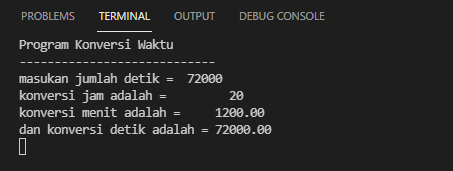 PROBLEMS TERMINAL OUTPUT DEBUG CONSOLE
Program Konversi Waktu
----------------------------
masukan jumlah detik =  72000
konversi jam adalah =         20
konversi menit adalah =     1200.00
dan konversi detik adalah = 72000.00